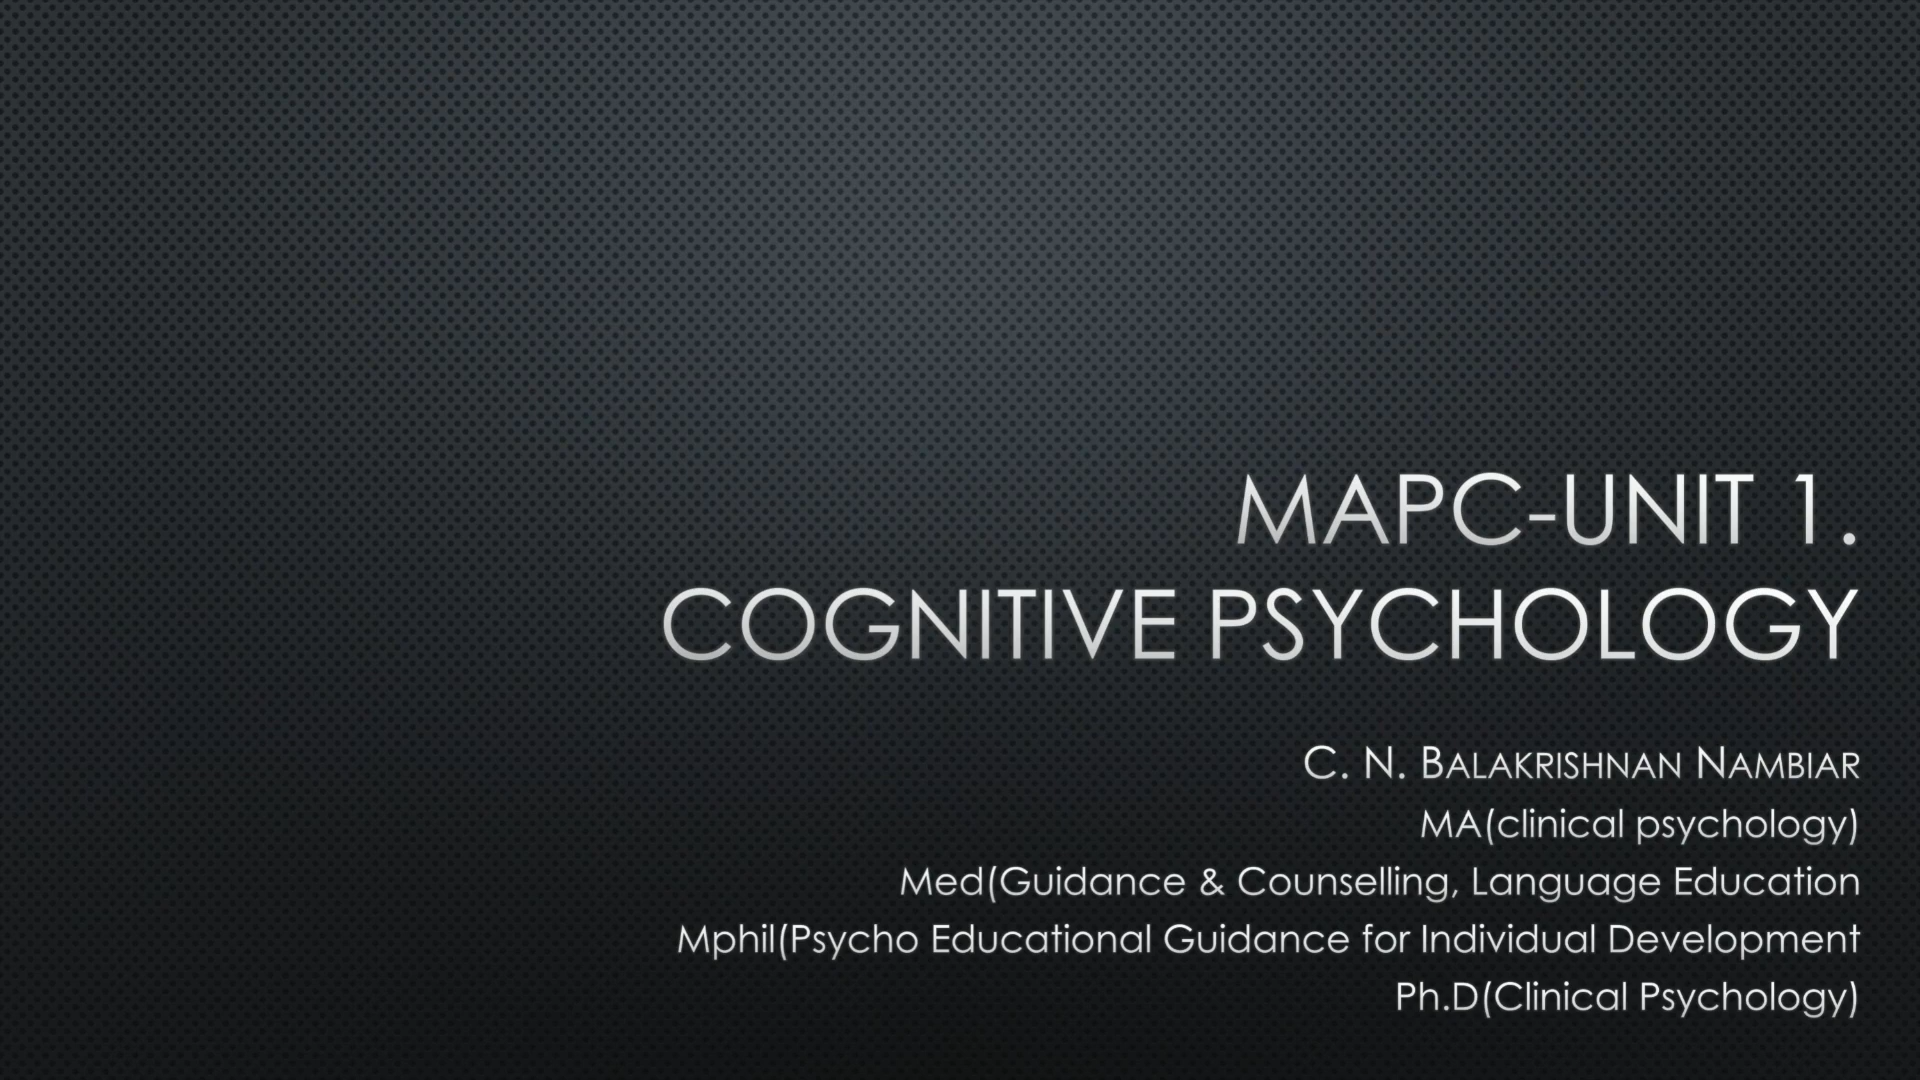 MAPC-UNIT 1.
COGNITIVE PSYCHOLOGY
C. N. BALAKRISHNAN NAMBIAR
MA(clinical psychology)
Med(Guidance & Counselling, Language Education
Mphil(Psycho Educational Guidance for Individual Development
Ph.D(Clinical Psychology)